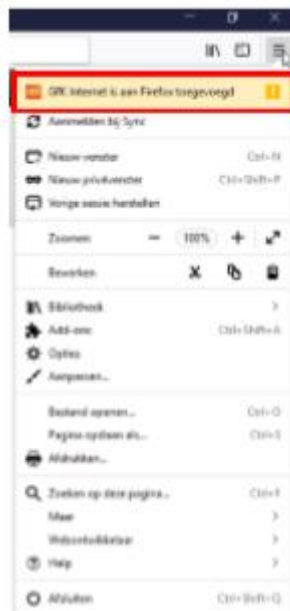 Internet is aan Firefox toegevoegd
Aanmelden bij Sync
Nieuw venster Ctrl+N
Nieuw privévenster Ctrl+Shift+P
Vorige sessie herstellen
Zoomen 100%
Bewerken
Bibliotheek
Add-ons Ctrl+Shift+A
Opties
Aanpassen...
Bestand openen... Ctrl+O
Pagina opslaan als... Ctrl+S
Afdrukken...
Zoeken op deze pagina... Ctrl+F
Meer
Webontwikkelaar
Help
Afsluiten Ctrl+Shift+Q